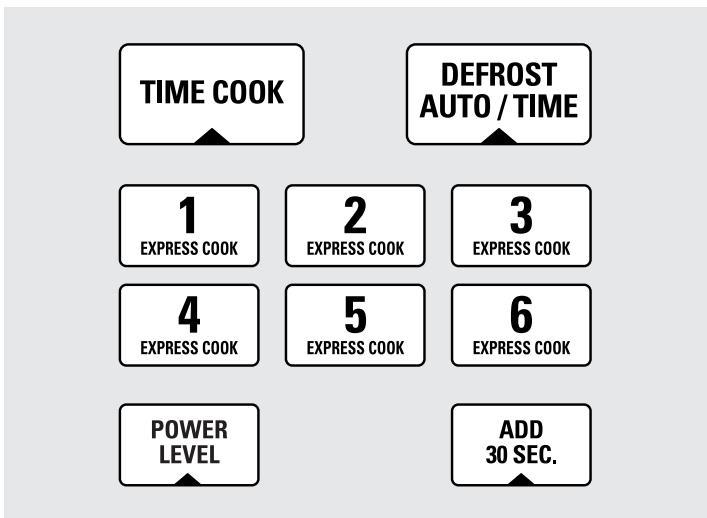 TIME COOK
DEFROST
AUTO / TIME
1
EXPRESS COOK
2
EXPRESS COOK
3
EXPRESS COOK
4
EXPRESS COOK
5
EXPRESS COOK
6
EXPRESS COOK
POWER
LEVEL
ADD
30 SEC.